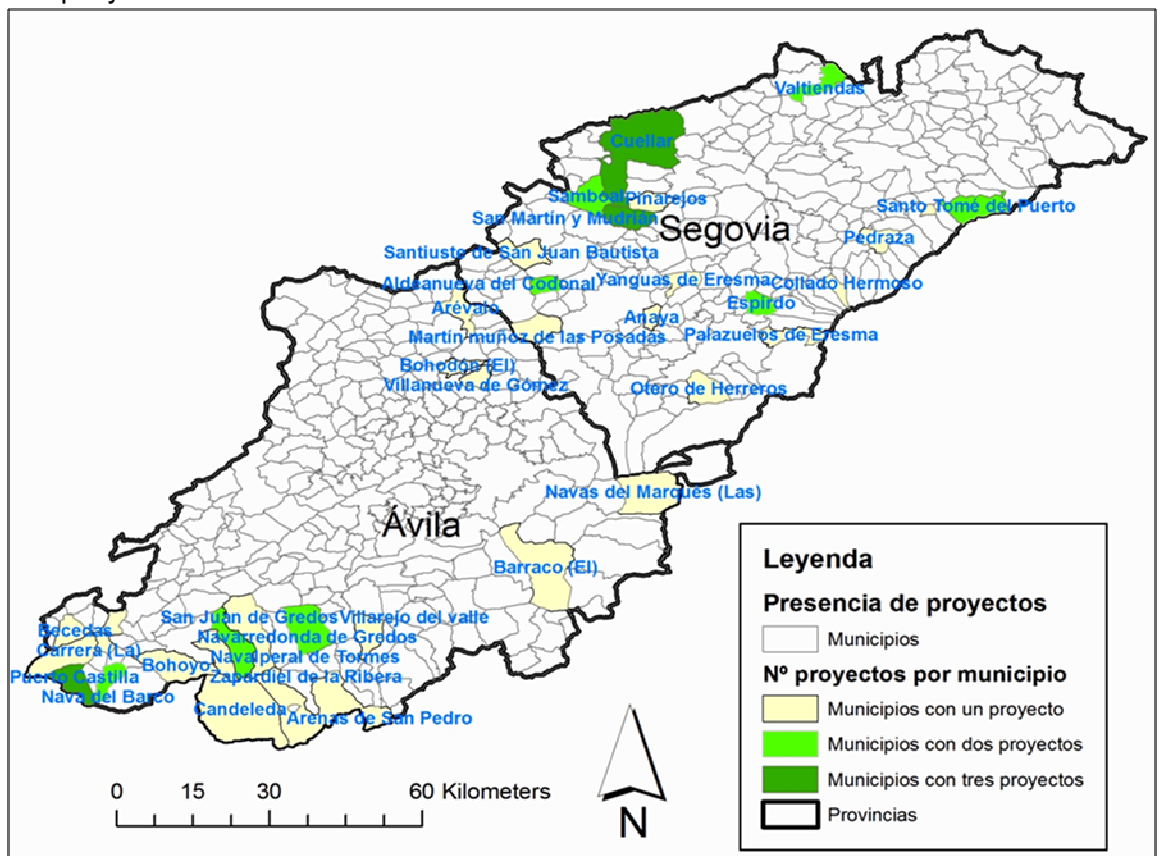 Valtiendas
Cuellar
Samboal
Pinarejos
San Martín y Mudrián
Santo Tomé del Puerto
Segovia
Pedraza
Santiuste de San Juan Bautista
Aldeanueva del Codonal
Yanguas de Eresma
Collado Hermoso
Espirdo
Arévalo
Anaya
Martín muñoz de las Posadas
Palazuelos de Eresma
Bohodón (El)
Villanueva de Gómez
Otero de Herreros
Navas del Marqués (Las)
Ávila
Barraco (El)
San Juan de Gredos
Villarejo del valle
Becedas
Navarredonda de Gredos
Carrera (La)
Navalperal de Tormes
Bohoyo
Puerto Castilla
Zapardiel de la Ribera
Nava del Barco
Candeleda
Arenas de San Pedro
Leyenda
Presencia de proyectos
Municipios
Nº proyectos por municipio
Municipios con un proyecto
Municipios con dos proyectos
Municipios con tres proyectos
Provincias
0 15 30 60 Kilometers
N